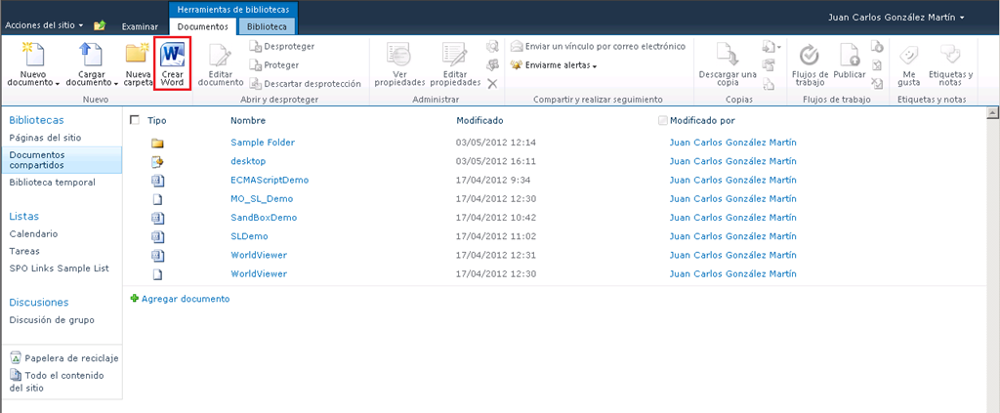 Herramientas de bibliotecas
Acciones del sitio Examinar Documentos Biblioteca Juan Carlos González Martín
Nuevo documento
Cargar documento
Nueva carpeta
Crear Word
Nuevo
Editar documento
Desproteger
Proteger
Descartar desprotección
Abrir y desproteger
Ver propiedades
Editar propiedades
Administrar
Enviar un vínculo por correo electrónico
Enviarme alertas
Compartir y realizar seguimiento
Descargar una copia
Copias
Flujos de trabajo
Publicar
Flujos de trabajo
Me gusta
Etiquetas y notas
Etiquetas y notas
Bibliotecas
Páginas del sitio
Documentos compartidos
Biblioteca temporal
Listas
Calendario
Tareas
SPO Links Sample List
Discusiones
Discusión de grupo
Papelera de reciclaje
Todo el contenido del sitio
Tipo Nombre Modificado Modificado por
Sample Folder 03/05/2012 12:14 Juan Carlos González Martín
desktop 03/05/2012 16:11 Juan Carlos González Martín
ECMAScriptDemo 17/04/2012 9:34 Juan Carlos González Martín
MO_SL_Demo 17/04/2012 12:30 Juan Carlos González Martín
SandBoxDemo 17/04/2012 10:42 Juan Carlos González Martín
SLDemo 17/04/2012 11:02 Juan Carlos González Martín
WorldViewer 17/04/2012 12:31 Juan Carlos González Martín
WorldViewer 17/04/2012 12:30 Juan Carlos González Martín
Agregar documento